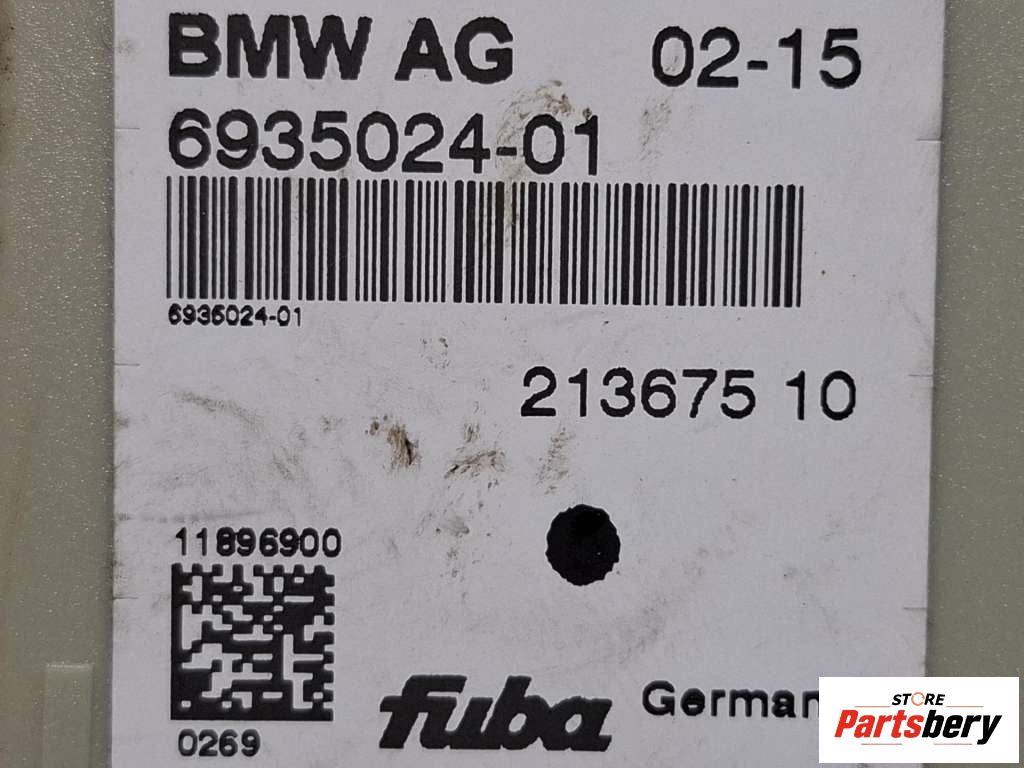 BMW AG 02-15
6935024-01
6935024-01
213675 10
11896900
0269
fuba German
STORE
Partsbery